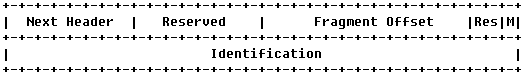 +-+-+-+-+-+-+-+-+-+-+-+-+-+-+-+-+-+-+-+-+-+-+-+-+-+-+-+-+-+-+-+-+
|  Next Header  |   Reserved    |      Fragment Offset    |Res|M|
+-+-+-+-+-+-+-+-+-+-+-+-+-+-+-+-+-+-+-+-+-+-+-+-+-+-+-+-+-+-+-+-+
|                         Identification                        |
+-+-+-+-+-+-+-+-+-+-+-+-+-+-+-+-+-+-+-+-+-+-+-+-+-+-+-+-+-+-+-+-+